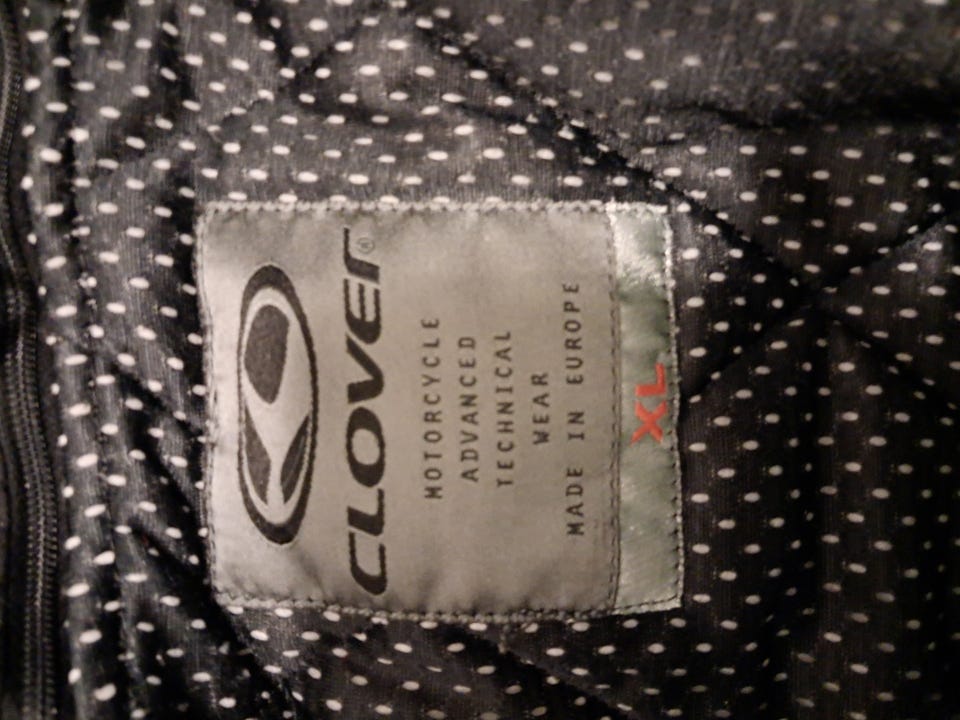 CLOVER®
MOTORCYCLE
ADVANCED
TECHNICAL
WEAR
MADE IN EUROPE
XL